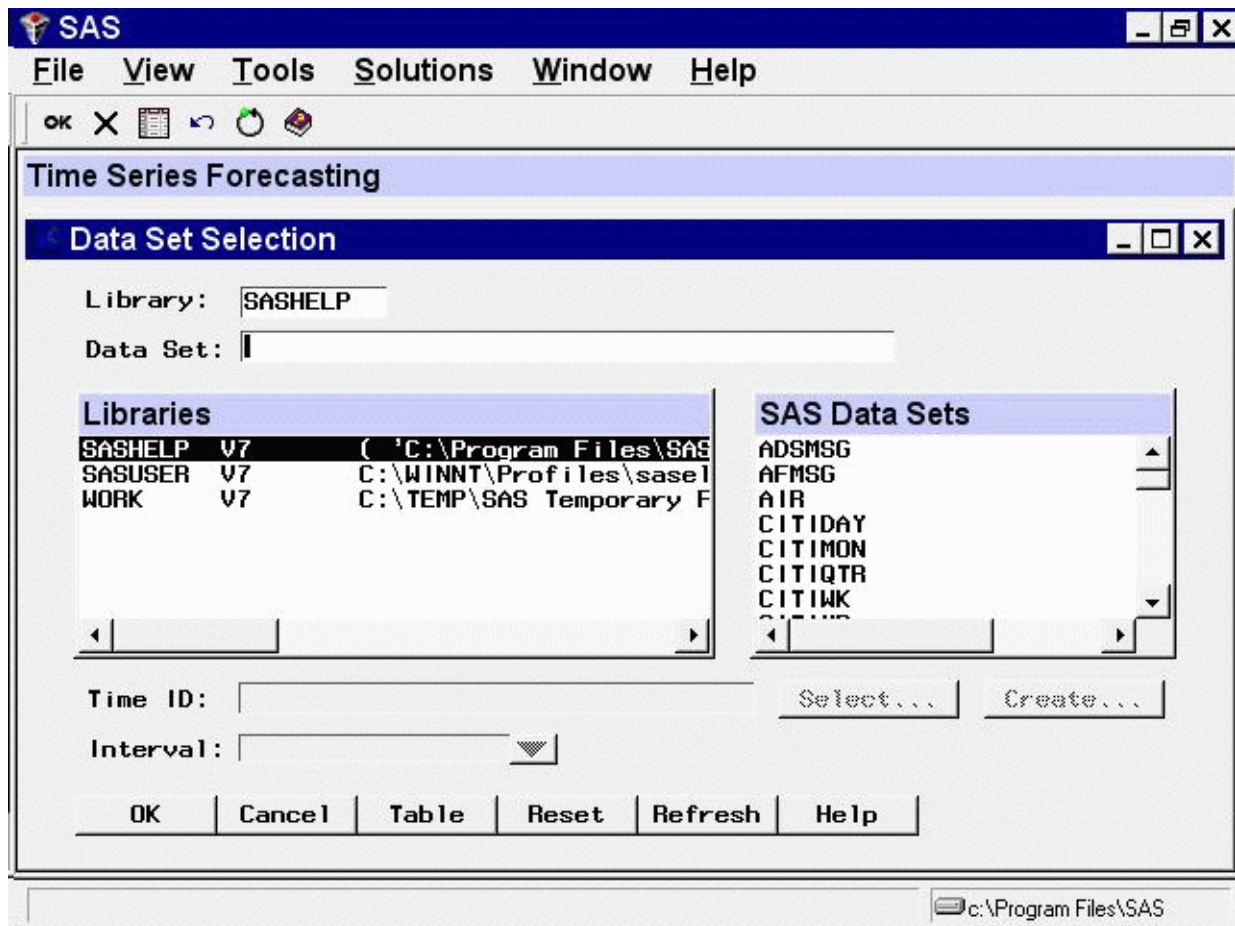 SAS
File View Tools Solutions Window Help
OK
Time Series Forecasting
Data Set Selection
Library: SASHELP
Data Set:
Libraries
SASHELP V7 ( 'C:\Program Files\SAS
SASUSER V7 C:\WINNT\Profiles\sasel
WORK V7 C:\TEMP\SAS Temporary F
SAS Data Sets
ADSMSG
AFMSG
AIR
CITIDAY
CITIMON
CITIQTR
CITIWK
Time ID: Select... Create...
Interval:
OK Cancel Table Reset Refresh Help
c:\Program Files\SAS